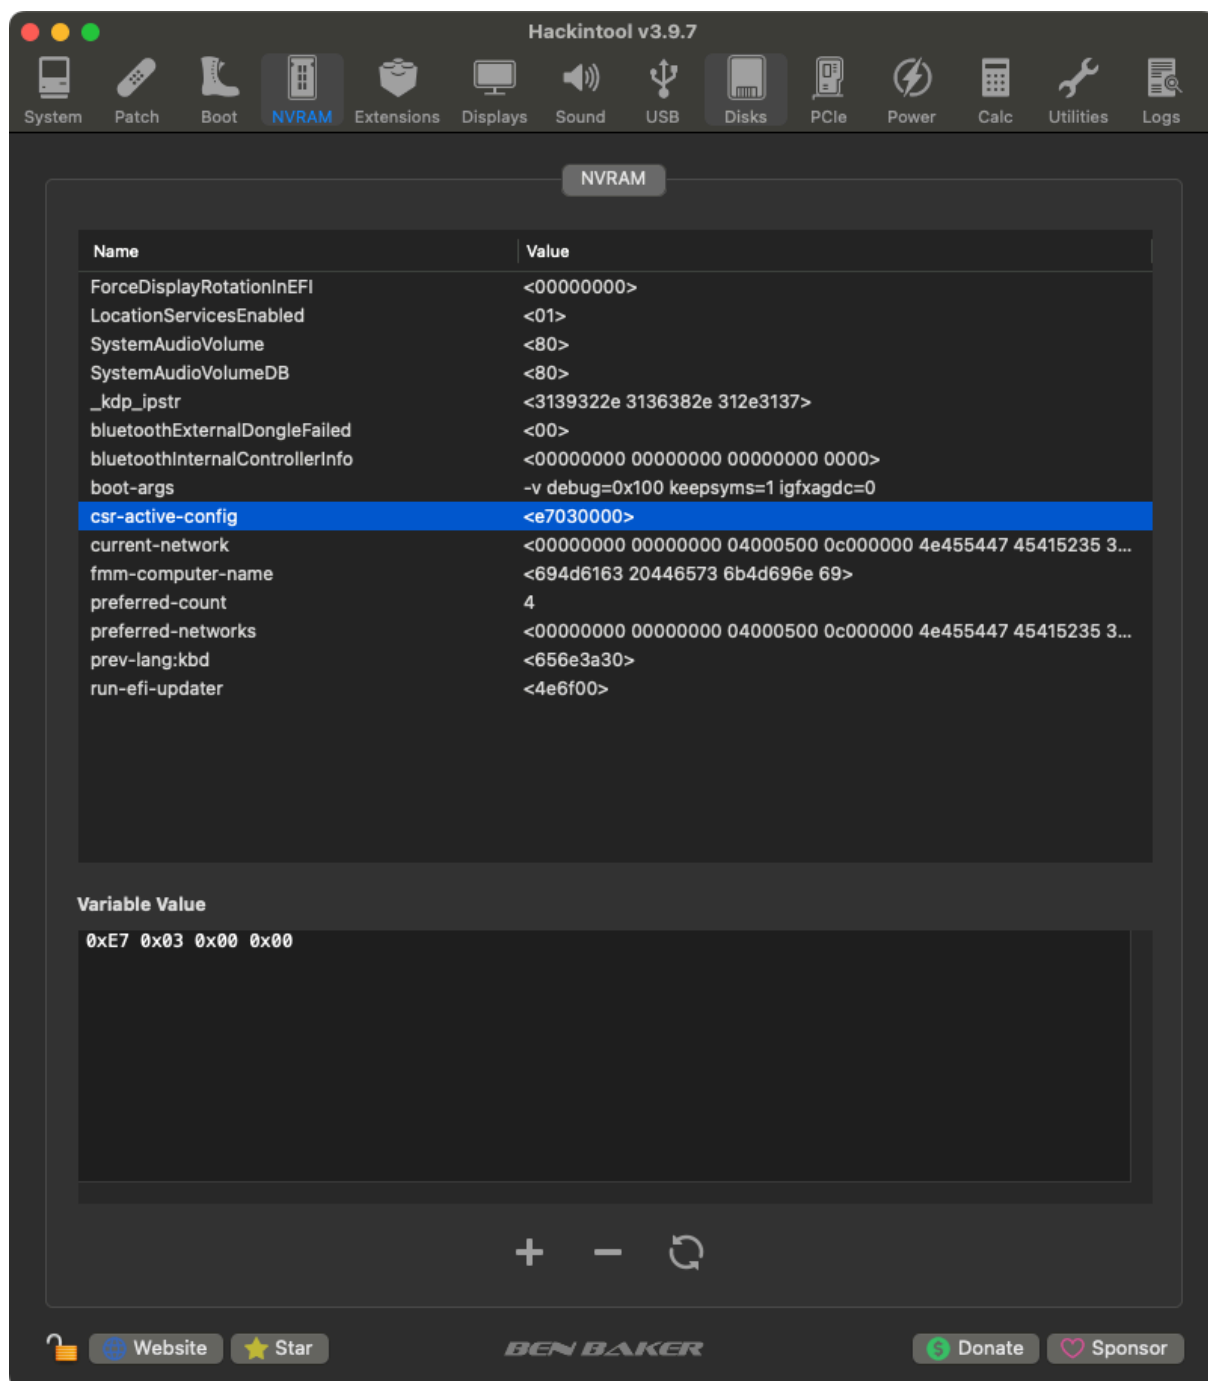 Hackintool v3.9.7
System Patch Boot NVRAM Extensions Displays Sound USB Disks PCIe Power Calc Utilities Logs
NVRAM
Name Value
ForceDisplayRotationInEFI <00000000>
LocationServicesEnabled <01>
SystemAudioVolume <80>
SystemAudioVolumeDB <80>
_kdp_ipstr <3139322e 3136382e 312e3137>
bluetoothExternalDongleFailed <00>
bluetoothInternalControllerInfo <00000000 00000000 00000000 0000>
boot-args -v debug=0x100 keepsyms=1 igfxagdc=0
csr-active-config <e7030000>
current-network <00000000 00000000 04000500 0c000000 4e455447 45415235 3...
fmm-computer-name <694d6163 20446573 6b4d696e 69>
preferred-count 4
preferred-networks <00000000 00000000 04000500 0c000000 4e455447 45415235 3...
prev-lang:kbd <656e3a30>
run-efi-updater <4e6f00>
Variable Value
0xE7 0x03 0x00 0x00
Website Star BEN BAKER Donate Sponsor